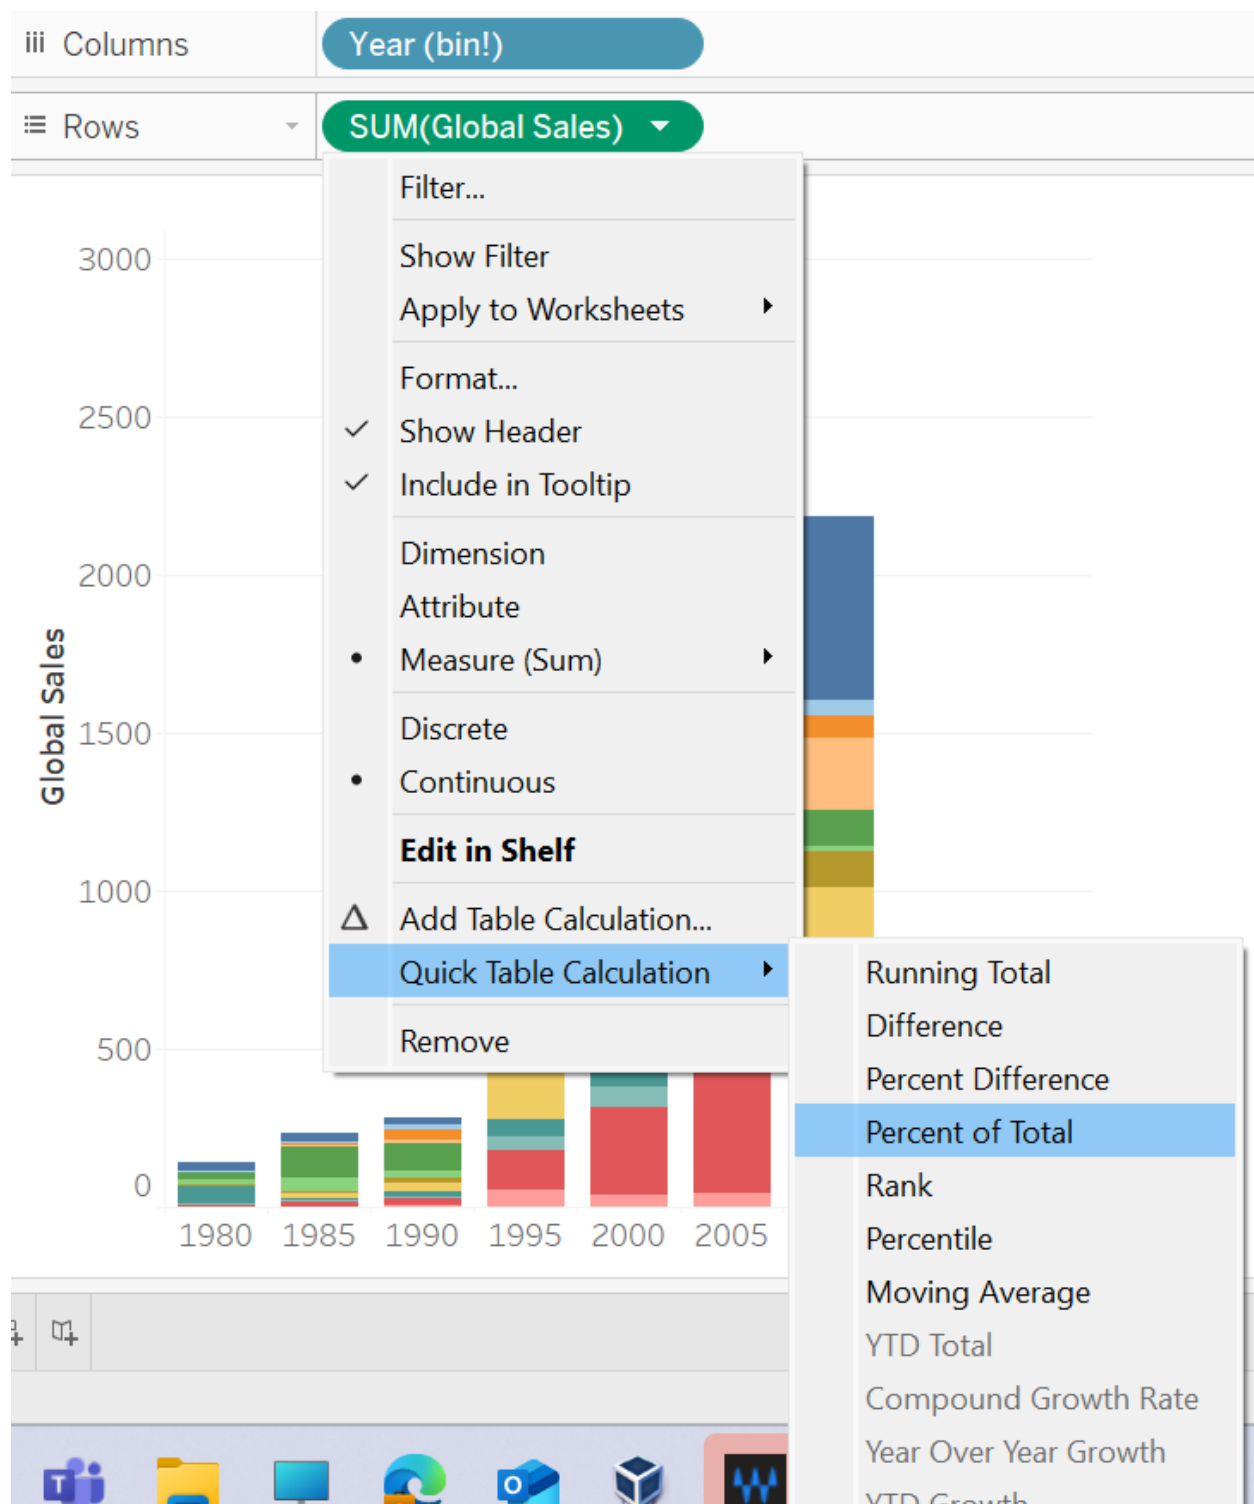 Columns
Year (bin!)
Rows
SUM(Global Sales)
Filter...
Show Filter
Apply to Worksheets
Format...
Show Header
Include in Tooltip
Dimension
Attribute
Measure (Sum)
Discrete
Continuous
Edit in Shelf
Add Table Calculation...
Quick Table Calculation
Remove
Running Total
Difference
Percent Difference
Percent of Total
Rank
Percentile
Moving Average
YTD Total
Compound Growth Rate
Year Over Year Growth
YTD Growth
Global Sales
3000
2500
2000
1500
1000
500
0
1980 1985 1990 1995 2000 2005
T
O